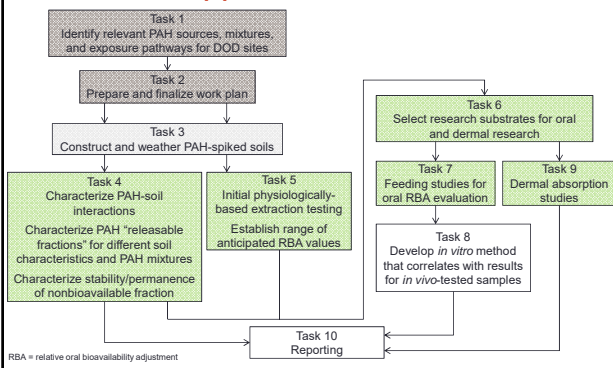 Task 1
Identify relevant PAH sources, mixtures,
and exposure pathways for DOD sites
Task 2
Prepare and finalize work plan
Task 3
Construct and weather PAH-spiked soils
Task 4
Characterize PAH-soil
interactions
Characterize PAH “releasable
fractions” for different soil
characteristics and PAH mixtures
Characterize stability/permanence
of nonbioavailable fraction
Task 5
Initial physiologically-
based extraction testing
Establish range of
anticipated RBA values
Task 6
Select research substrates for oral
and dermal research
Task 7
Feeding studies for
oral RBA evaluation
Task 9
Dermal absorption
studies
Task 8
Develop in vitro method
that correlates with results
for in vivo-tested samples
Task 10
Reporting
RBA = relative oral bioavailability adjustment